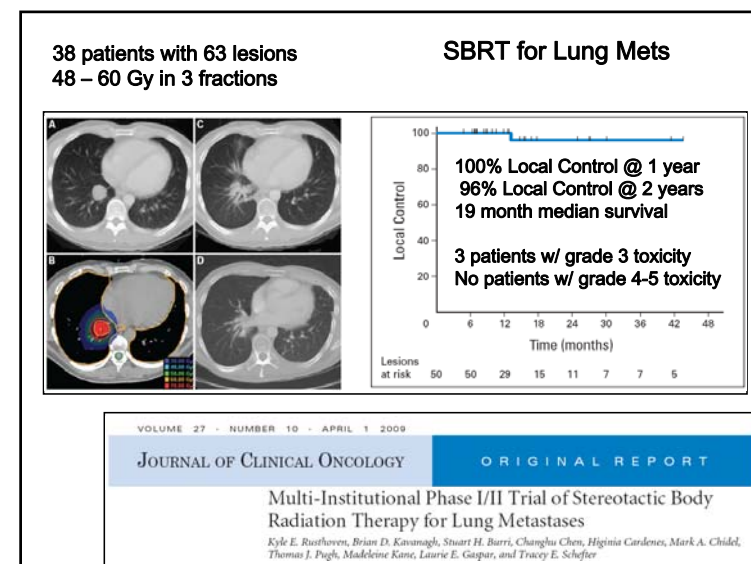 38 patients with 63 lesions
48 – 60 Gy in 3 fractions
SBRT for Lung Mets
A
C
B
D
Local Control
100
80
60
40
20
100% Local Control @ 1 year
96% Local Control @ 2 years
19 month median survival
3 patients w/ grade 3 toxicity
No patients w/ grade 4-5 toxicity
0 6 12 18 24 30 36 42 48
Time (months)
Lesions
at risk 50 50 29 15 11 7 7 5
VOLUME 27 · NUMBER 10 · APRIL 1 2009
JOURNAL OF CLINICAL ONCOLOGY
ORIGINAL REPORT
Multi-Institutional Phase I/II Trial of Stereotactic Body
Radiation Therapy for Lung Metastases
Kyle E. Rusthoven, Brian D. Kavanagh, Stuart H. Burri, Changhu Chen, Higinia Cardenes, Mark A. Chidel,
Thomas J. Pugh, Madeleine Kane, Laurie E. Gaspar, and Tracey E. Schefter